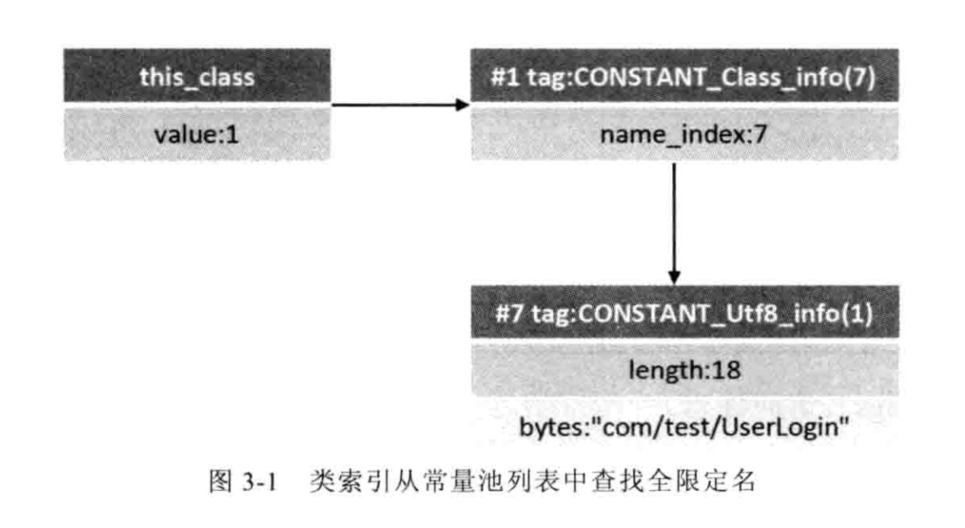 this_class
value:1
#1 tag:CONSTANT_Class_info(7)
name_index:7
#7 tag:CONSTANT_Utf8_info(1)
length:18
bytes:"com/test/UserLogin"
图 3-1 类索引从常量池列表中查找全限定名